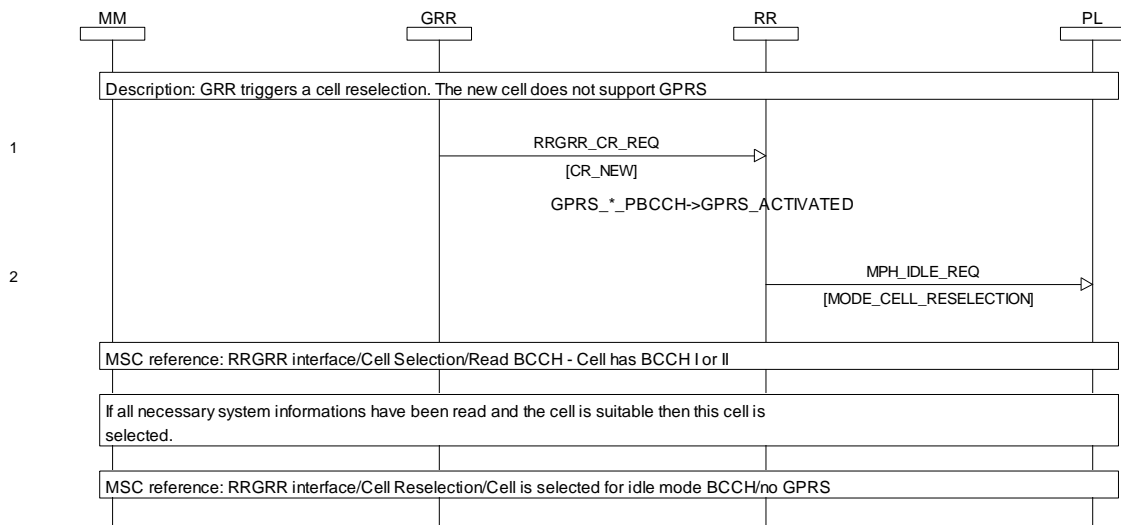 MM GRR RR PL
Description: GRR triggers a cell reselection. The new cell does not support GPRS
1 RRGRR_CR_REQ
[CR_NEW]
GPRS_*_PBCCH->GPRS_ACTIVATED
2 MPH_IDLE_REQ
[MODE_CELL_RESELECTION]
MSC reference: RRGRR interface/Cell Selection/Read BCCH - Cell has BCCH I or II
If all necessary system informations have been read and the cell is suitable then this cell is
selected.
MSC reference: RRGRR interface/Cell Reselection/Cell is selected for idle mode BCCH/no GPRS